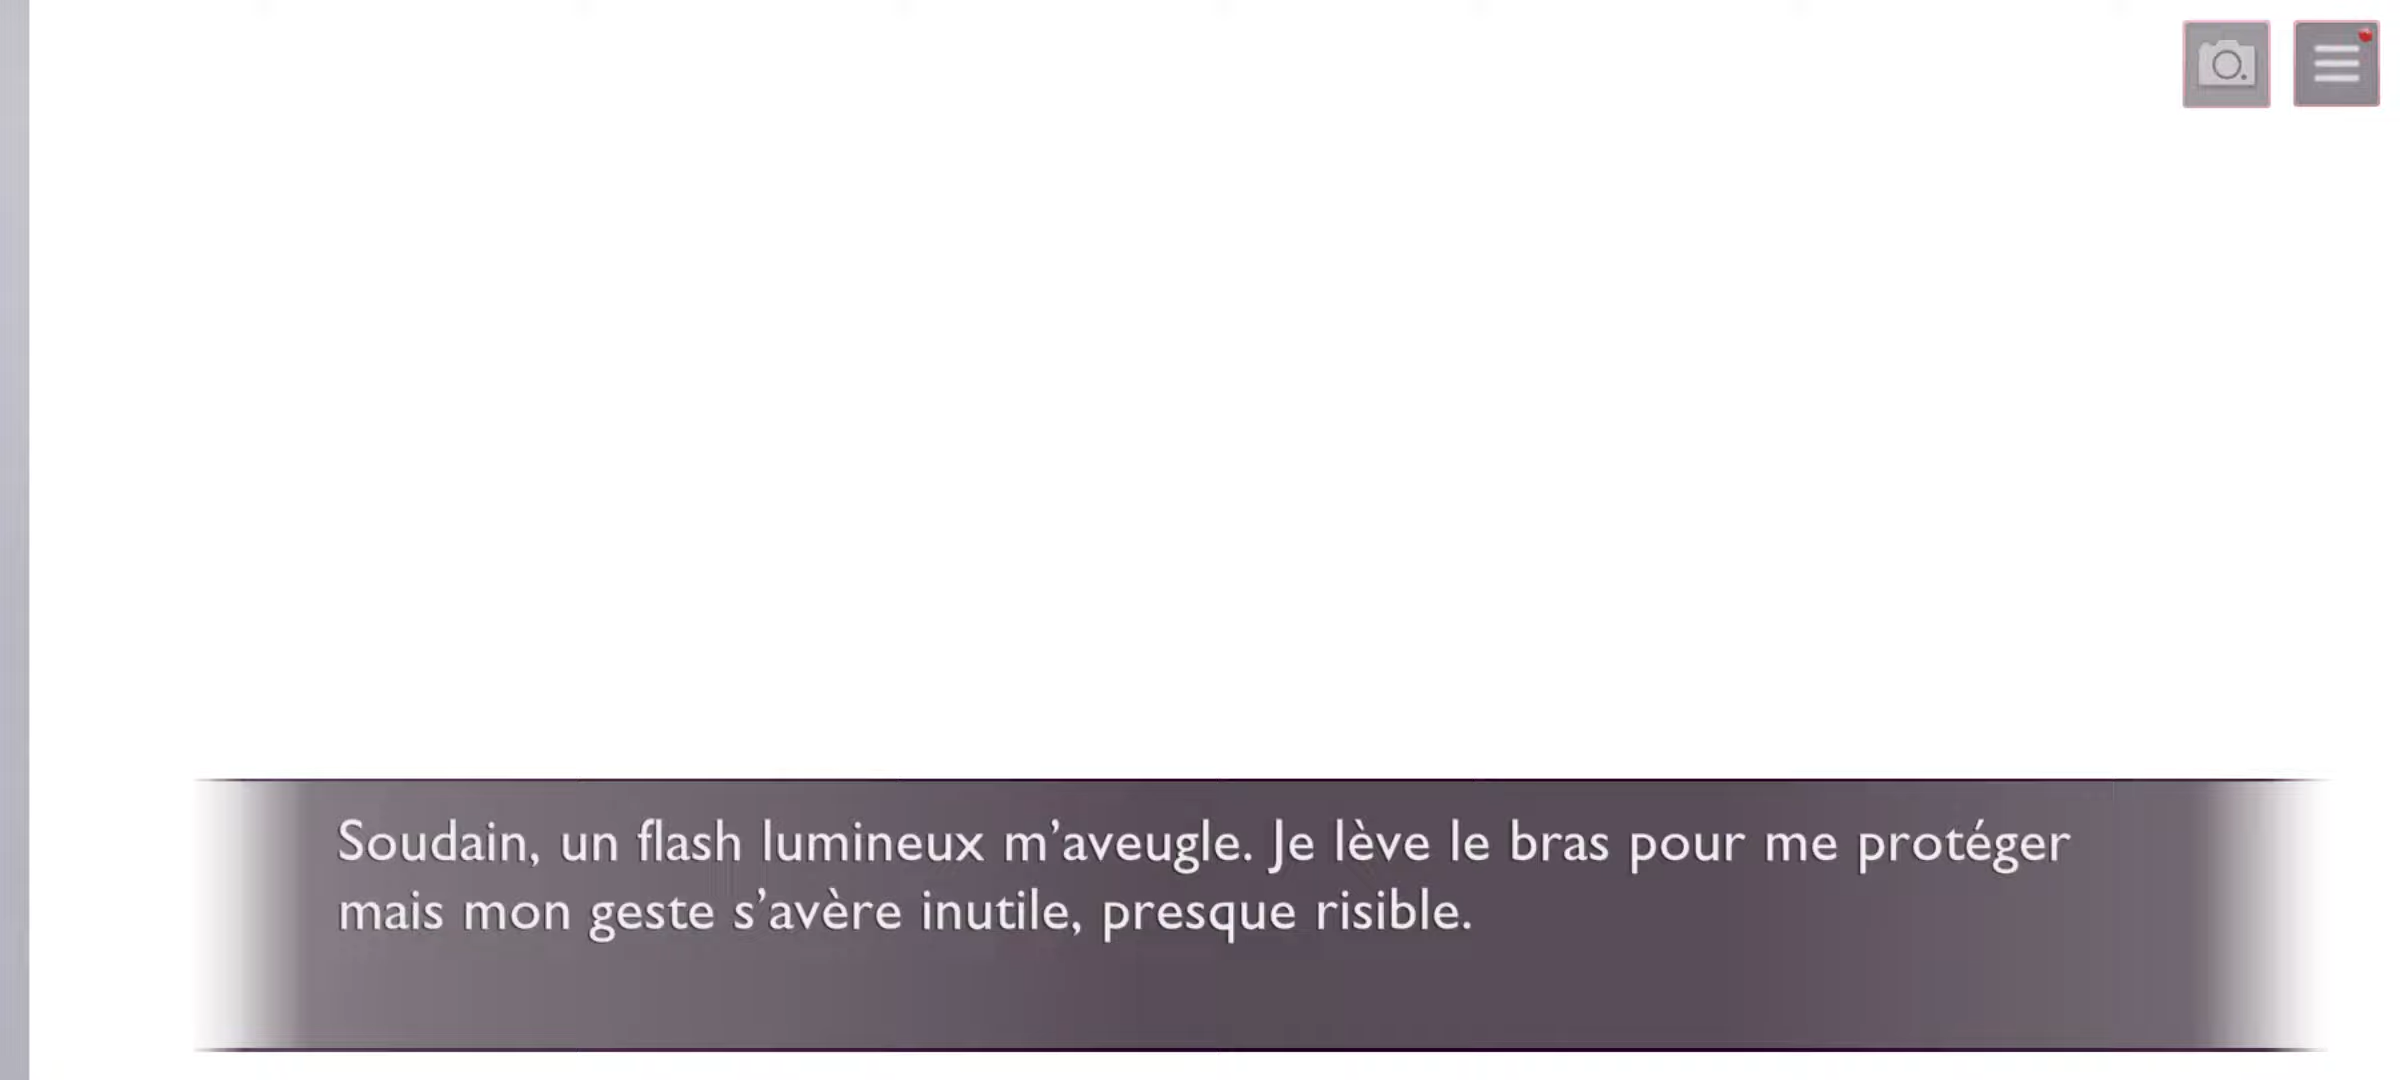 Soudain, un flash lumineux m’aveugle. Je lève le bras pour me protéger
mais mon geste s’avère inutile, presque risible.